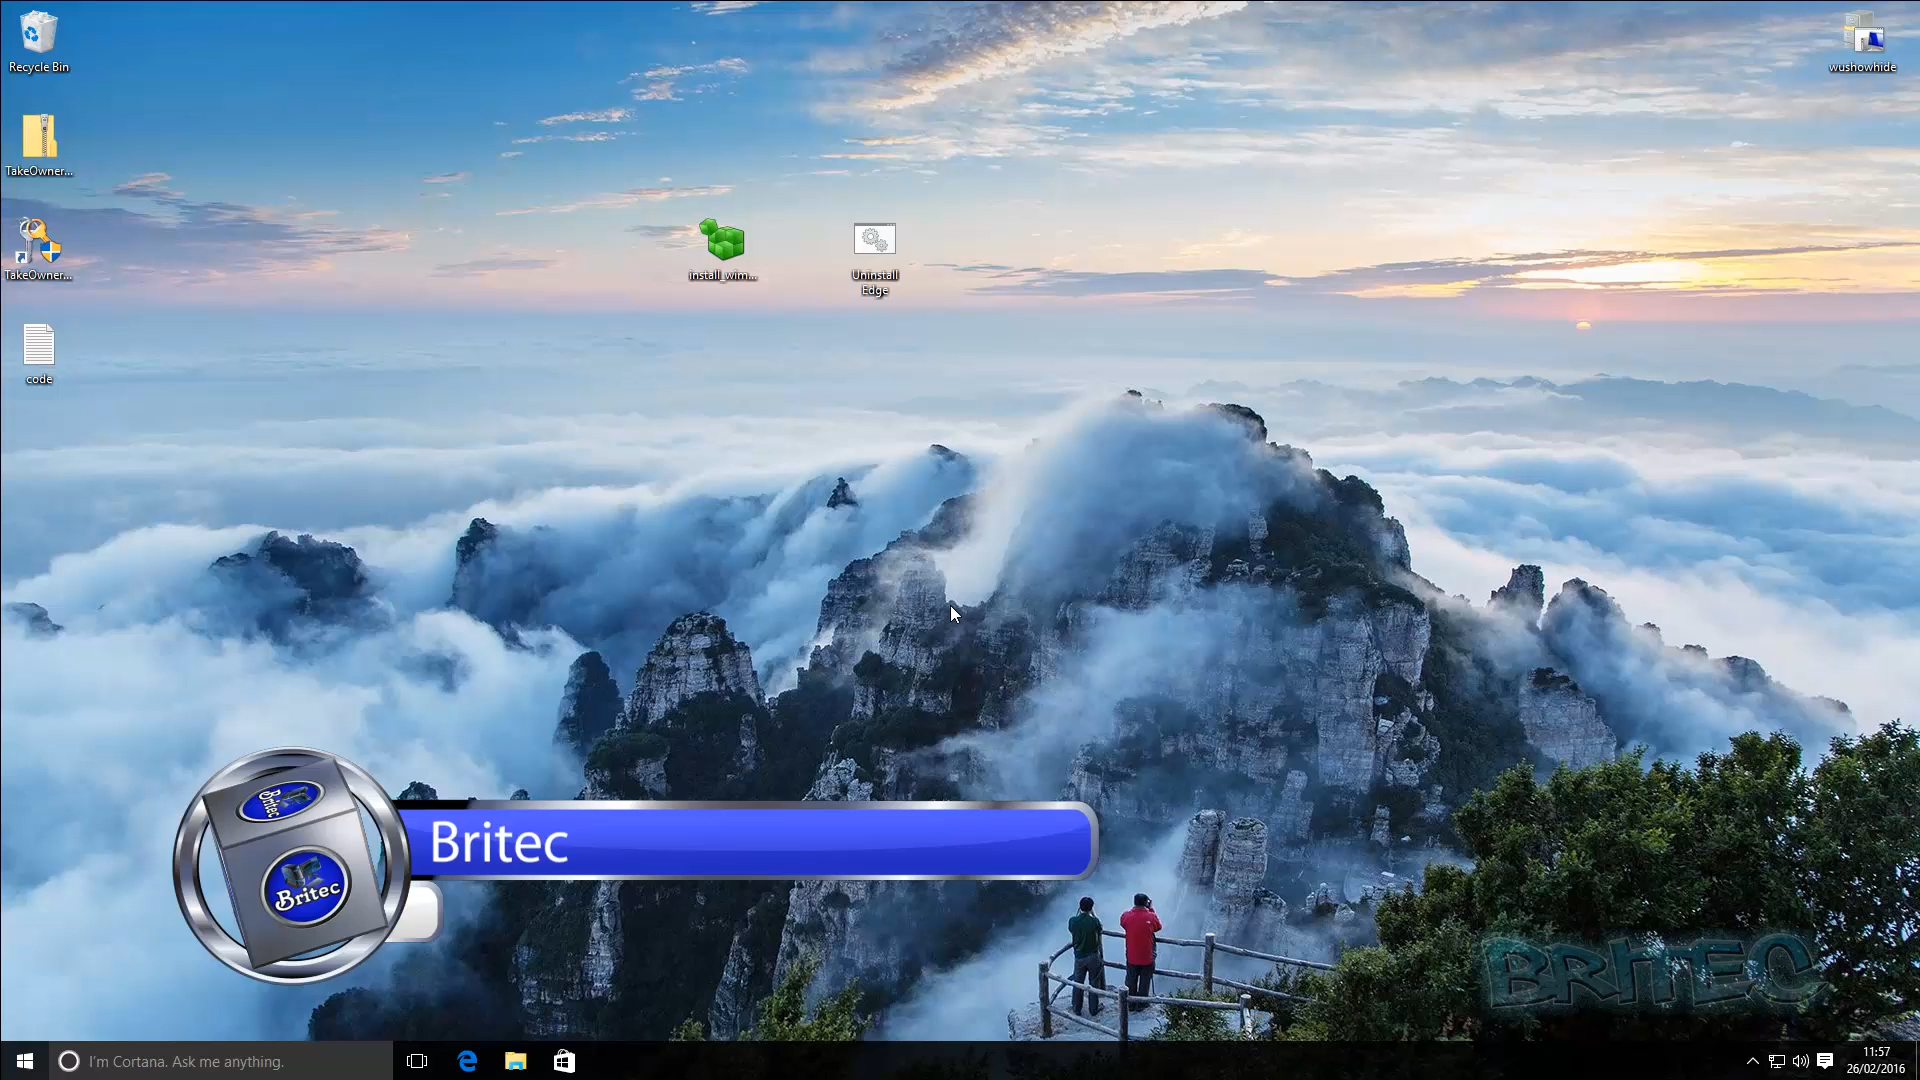 Recycle Bin
wushowhide
TakeOwner...
TakeOwner...
install_wim...
Uninstall
Edge
code
Britec
Britec
Britec
BRITEC
I'm Cortana. Ask me anything.
11:57
26/02/2016